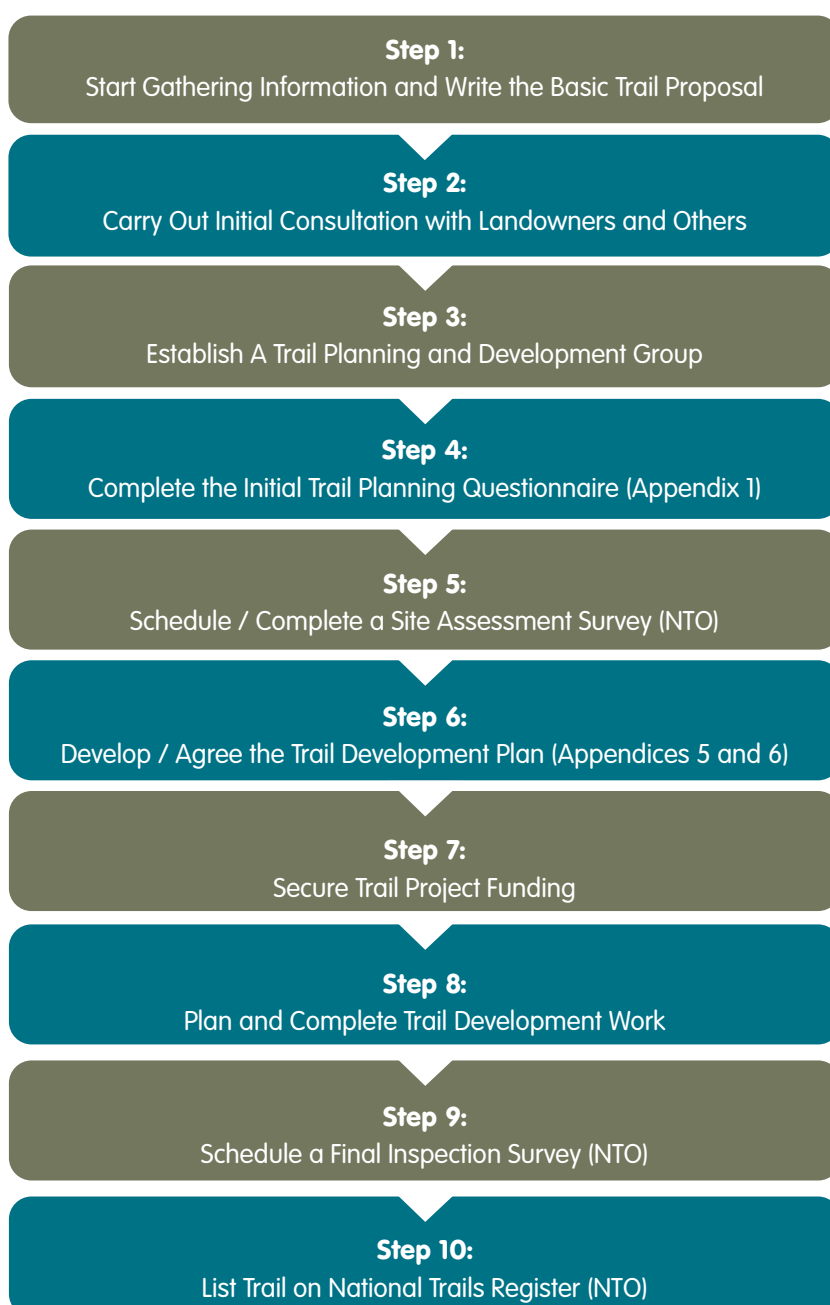 Step 1:
Start Gathering Information and Write the Basic Trail Proposal
Step 2:
Carry Out Initial Consultation with Landowners and Others
Step 3:
Establish A Trail Planning and Development Group
Step 4:
Complete the Initial Trail Planning Questionnaire (Appendix 1)
Step 5:
Schedule / Complete a Site Assessment Survey (NTO)
Step 6:
Develop / Agree the Trail Development Plan (Appendices 5 and 6)
Step 7:
Secure Trail Project Funding
Step 8:
Plan and Complete Trail Development Work
Step 9:
Schedule a Final Inspection Survey (NTO)
Step 10:
List Trail on National Trails Register (NTO)